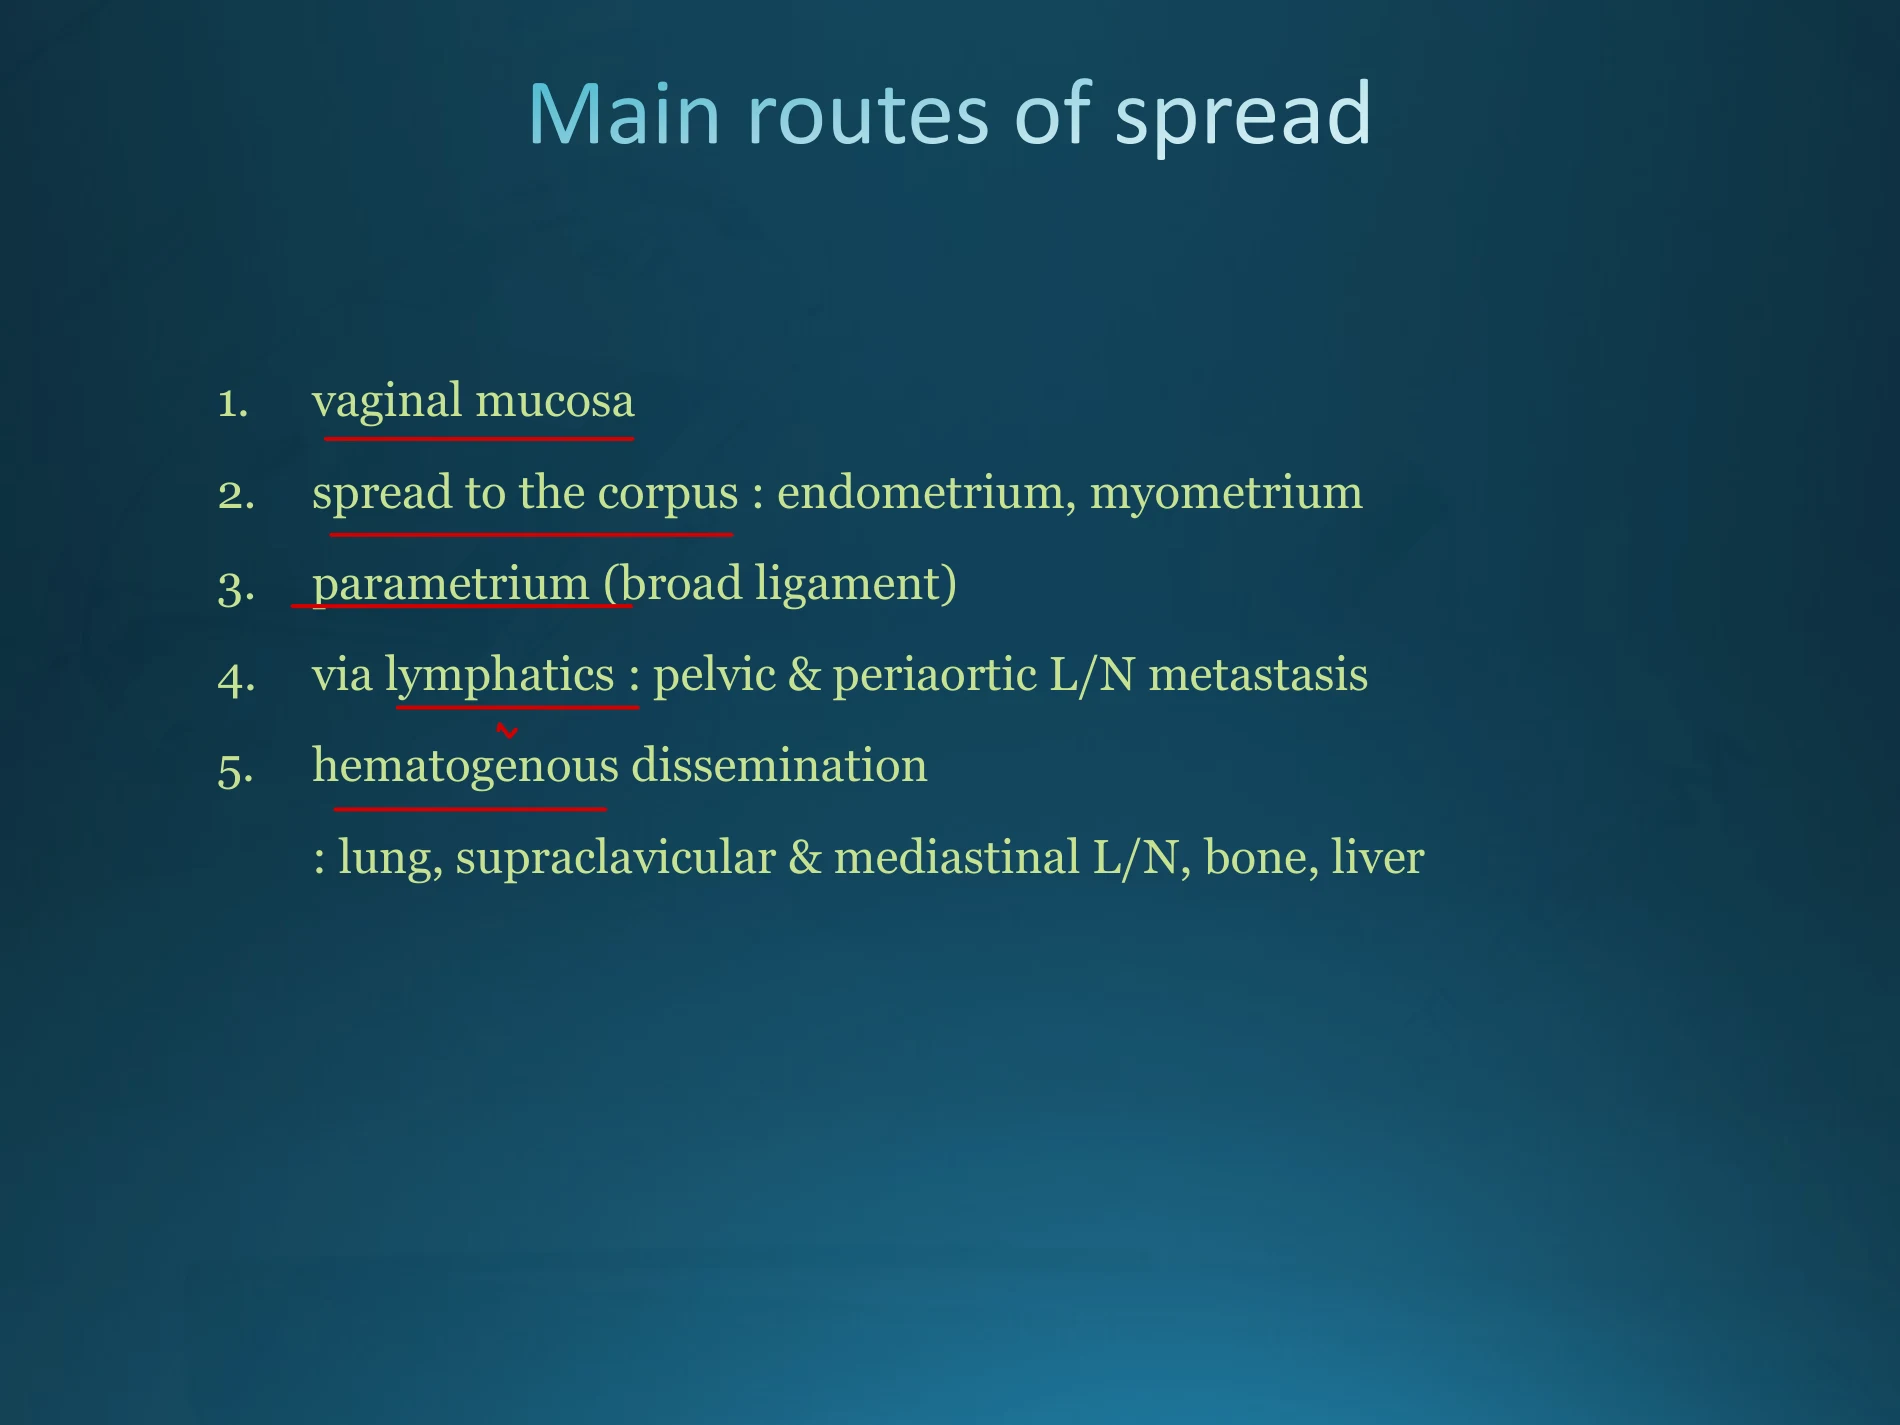 Main routes of spread
1. vaginal mucosa
2. spread to the corpus : endometrium, myometrium
3. parametrium (broad ligament)
4. via lymphatics : pelvic & periaortic L/N metastasis
5. hematogenous dissemination
: lung, supraclavicular & mediastinal L/N, bone, liver